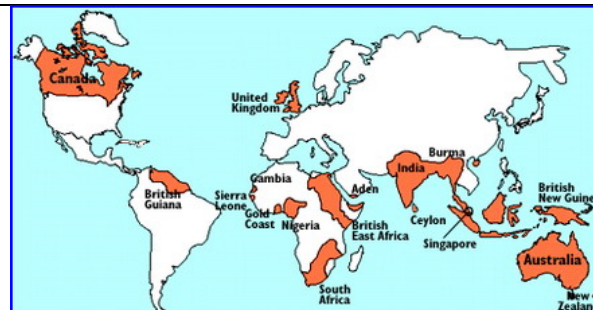 Canada
United
Kingdom
British
Guiana
Gambia
Sierra
Leone
Gold
Coast
Nigeria
Aden
British
East Africa
South
Africa
India
Burma
Ceylon
Singapore
British
New Guine
Australia
New
Zealan